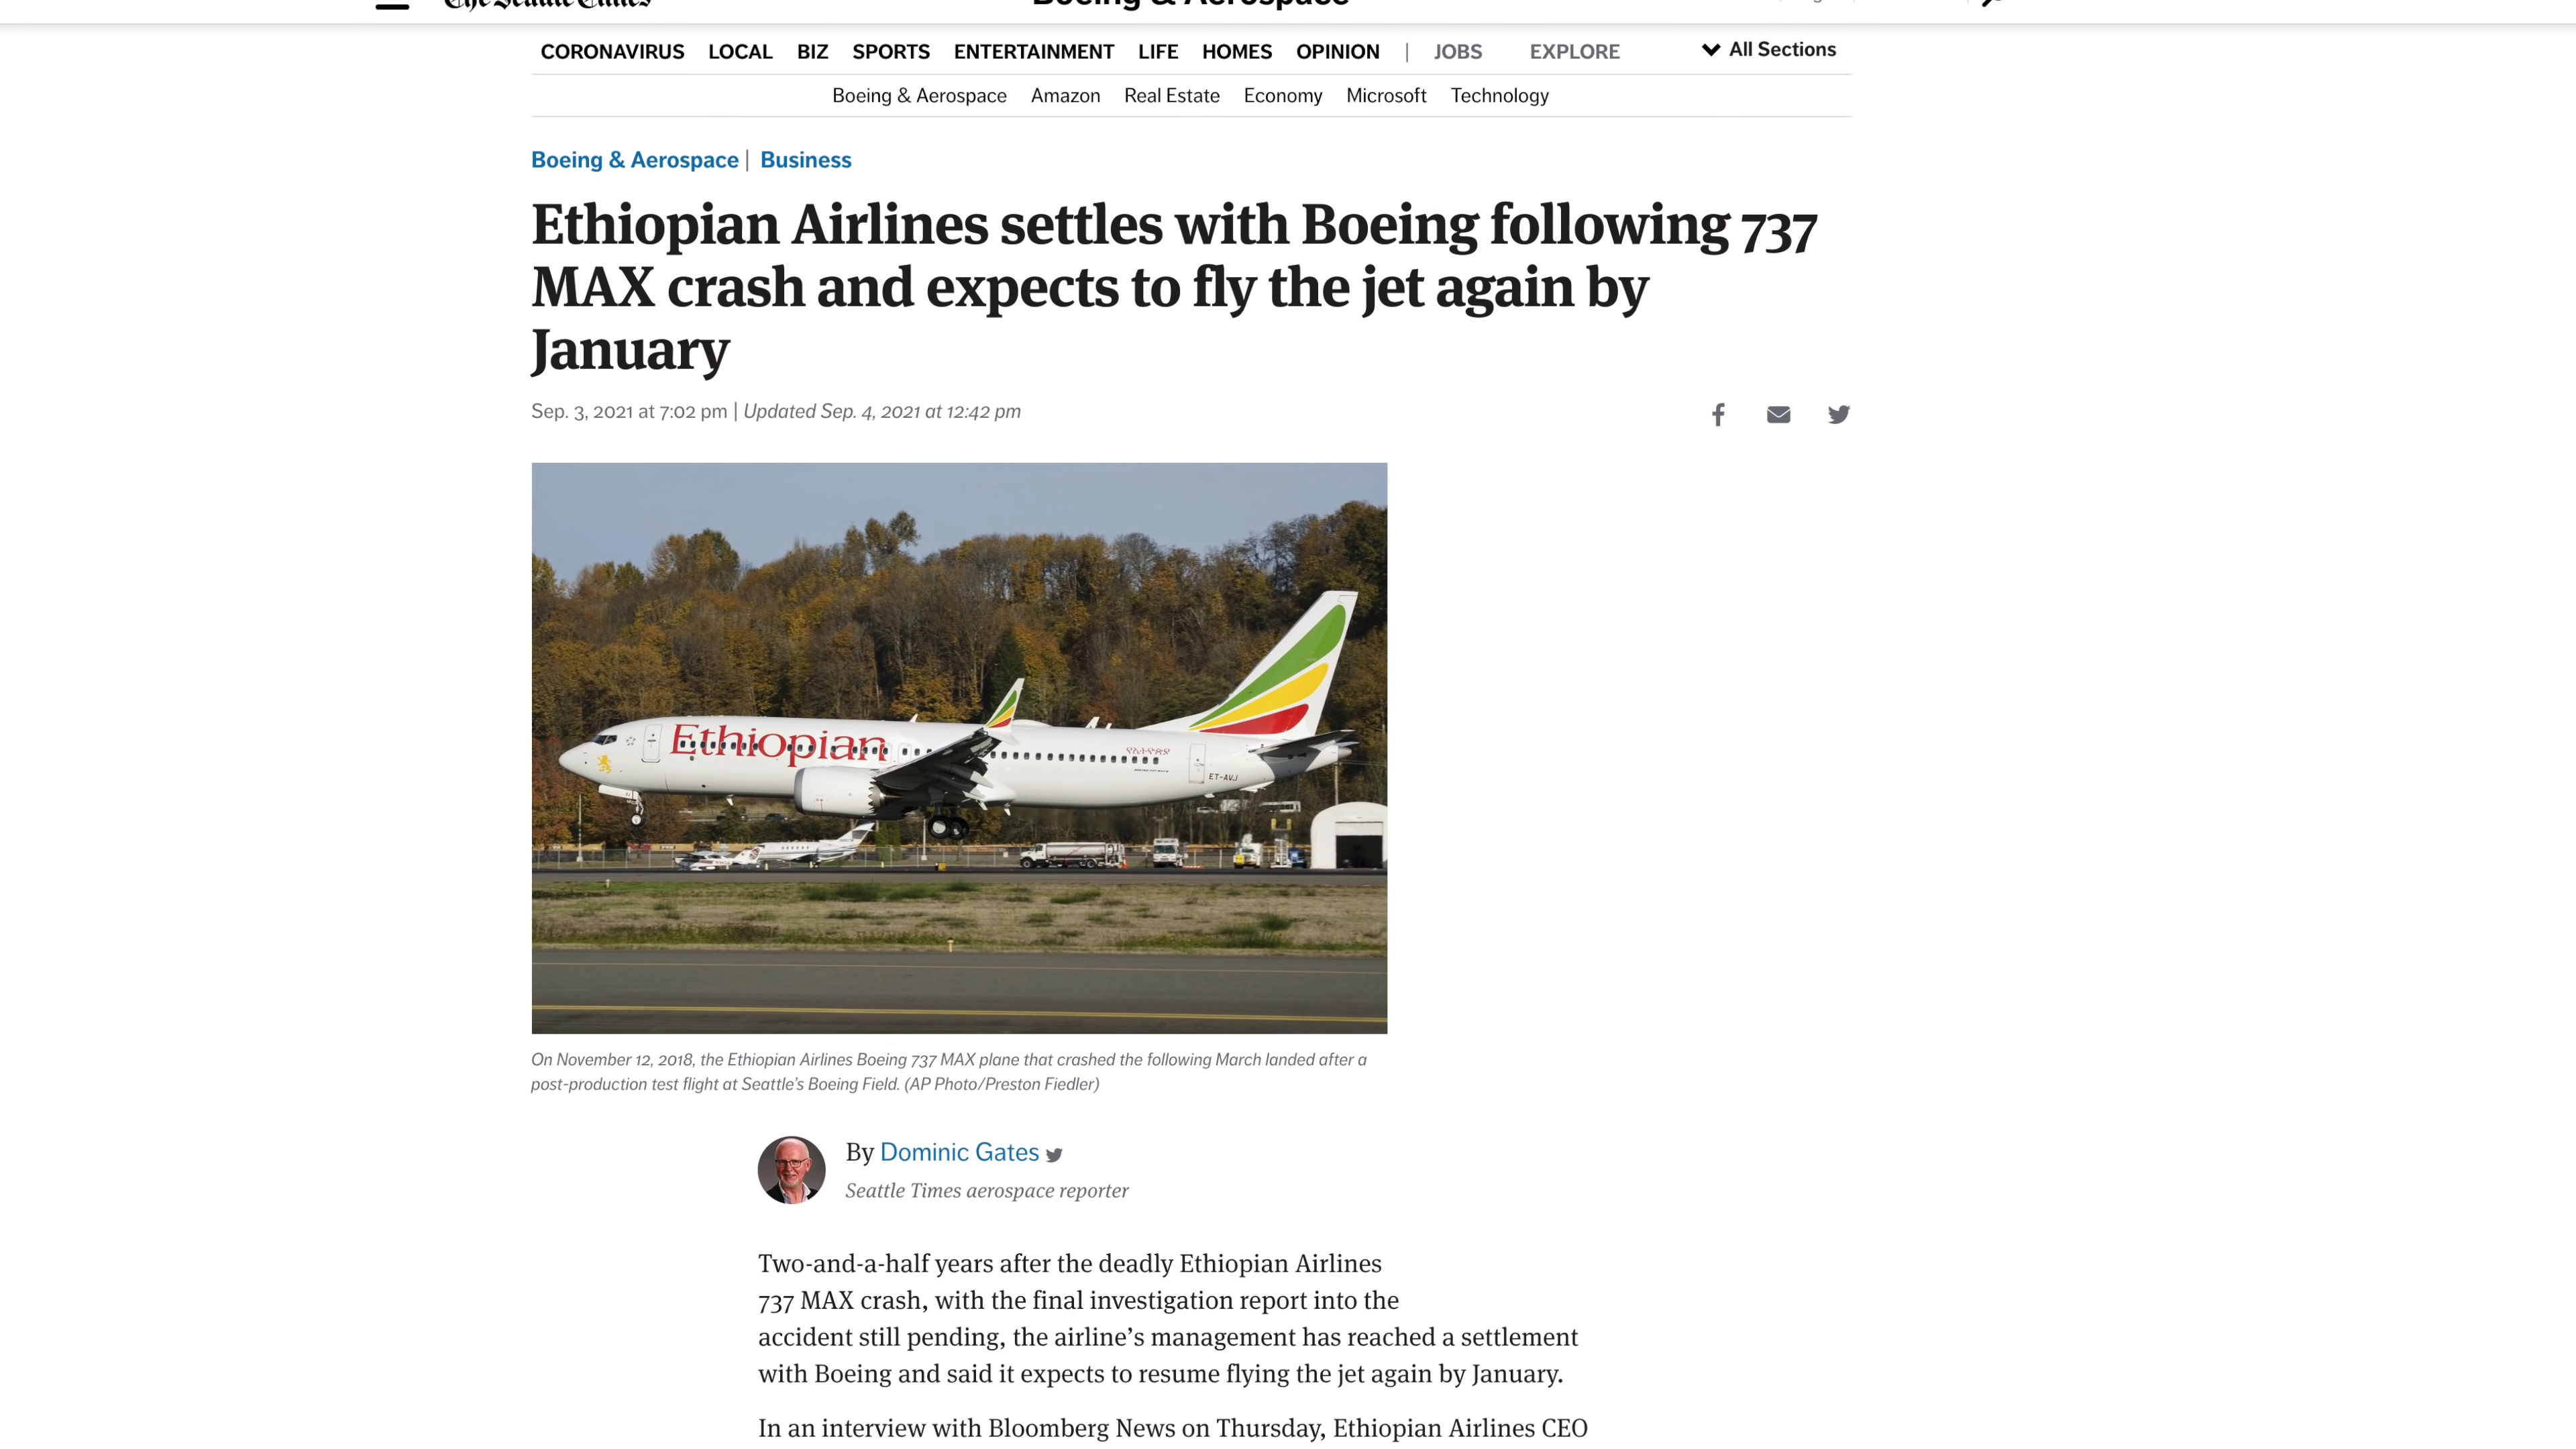 The Seattle Times
Boeing & Aerospace
CORONAVIRUS LOCAL BIZ SPORTS ENTERTAINMENT LIFE HOMES OPINION | JOBS EXPLORE All Sections
Boeing & Aerospace Amazon Real Estate Economy Microsoft Technology
Boeing & Aerospace | Business
Ethiopian Airlines settles with Boeing following 737
MAX crash and expects to fly the jet again by
January
Sep. 3, 2021 at 7:02 pm | Updated Sep. 4, 2021 at 12:42 pm
Ethiopian
የኢትዮጵያ
ET-AVJ
On November 12, 2018, the Ethiopian Airlines Boeing 737 MAX plane that crashed the following March landed after a
post-production test flight at Seattle’s Boeing Field. (AP Photo/Preston Fiedler)
By Dominic Gates
Seattle Times aerospace reporter
Two-and-a-half years after the deadly Ethiopian Airlines
737 MAX crash, with the final investigation report into the
accident still pending, the airline’s management has reached a settlement
with Boeing and said it expects to resume flying the jet again by January.
In an interview with Bloomberg News on Thursday, Ethiopian Airlines CEO